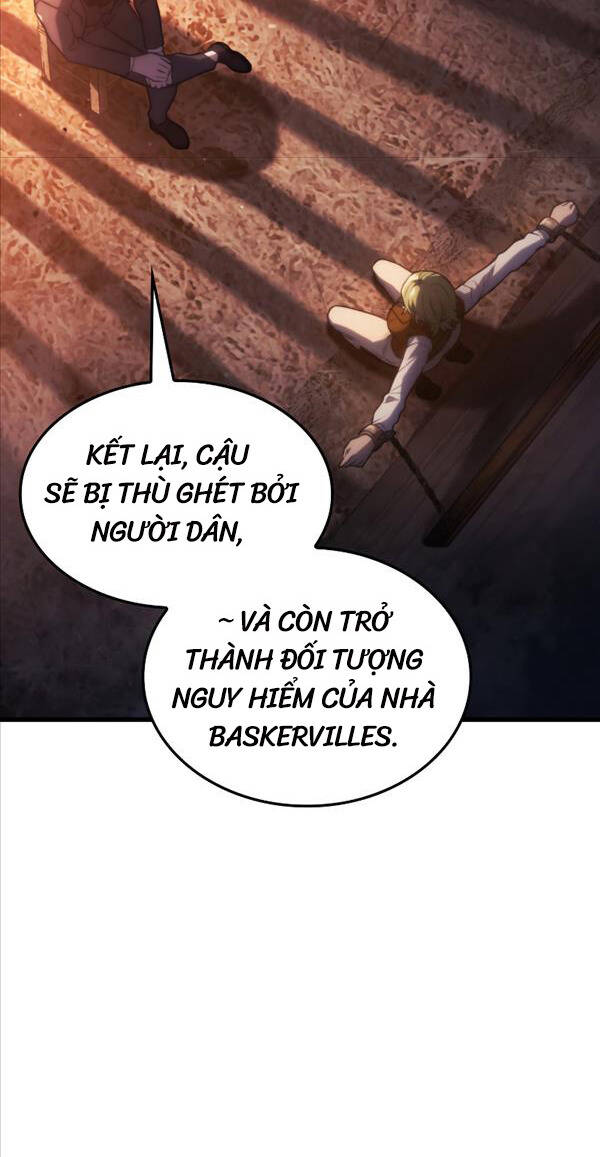 KẾT LẠI, CẬU
SẼ BỊ THÙ GHÉT BỞI
NGƯỜI DÂN,
~ VÀ CÒN TRỞ
THÀNH ĐỐI TƯỢNG
NGUY HIỂM CỦA NHÀ
BASKERVILLES.